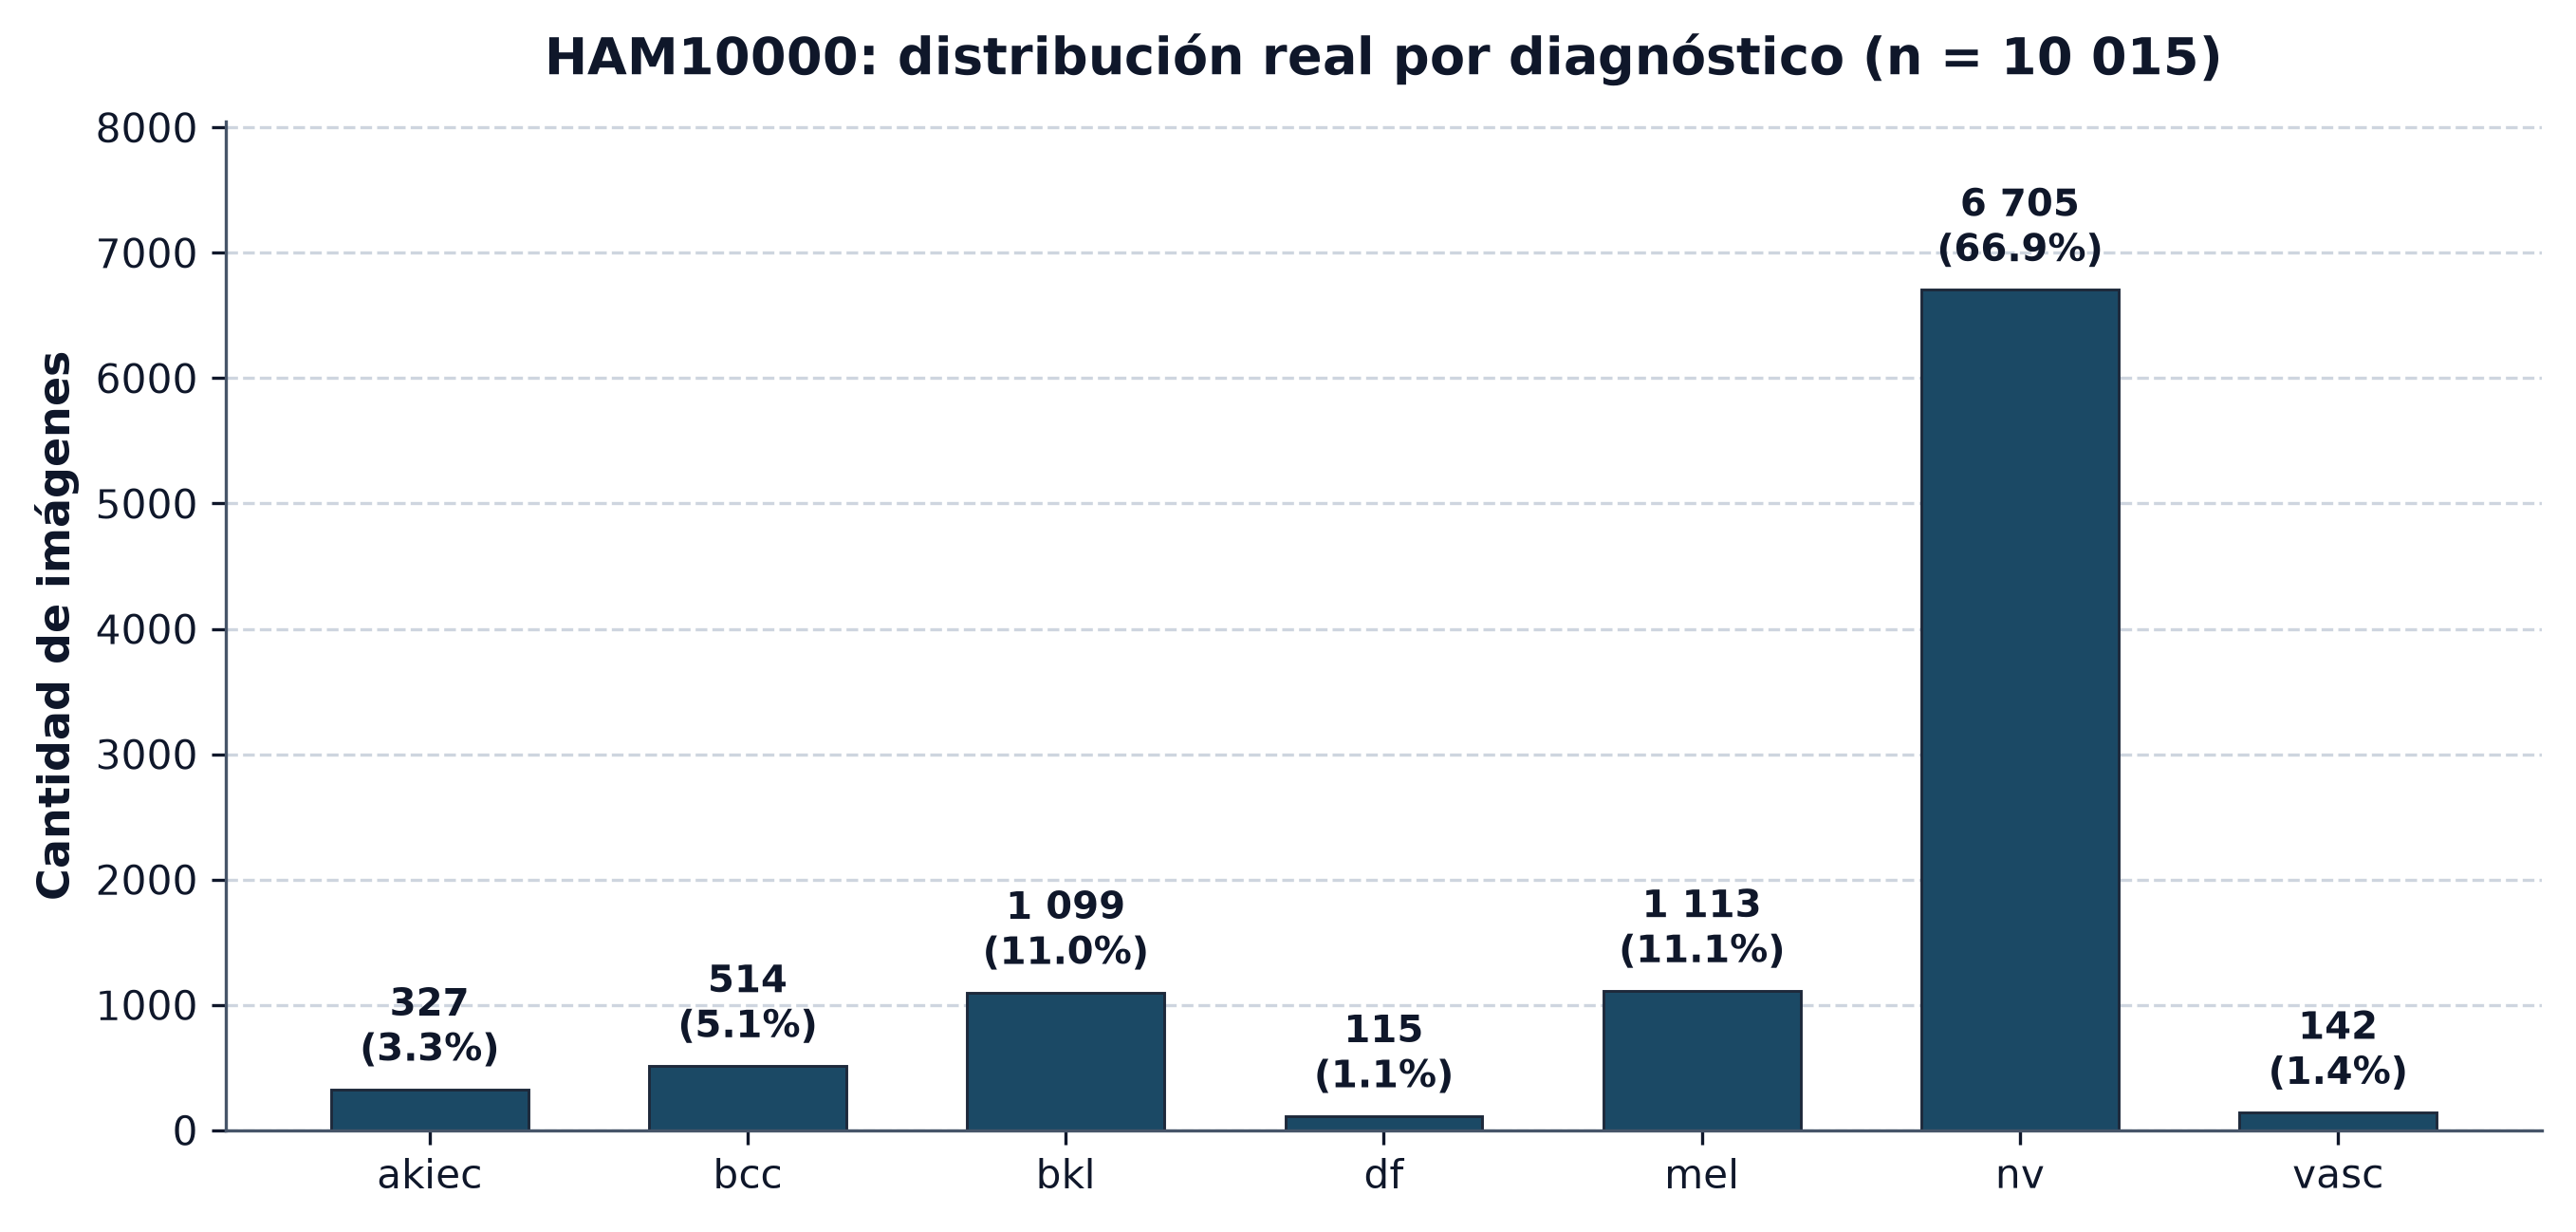 HAM10000: distribución real por diagnóstico (n = 10 015)
Cantidad de imágenes
8000
7000
6000
5000
4000
3000
2000
1000
0
327
(3.3%)
514
(5.1%)
1 099
(11.0%)
115
(1.1%)
1 113
(11.1%)
6 705
(66.9%)
142
(1.4%)
akiec
bcc
bkl
df
mel
nv
vasc